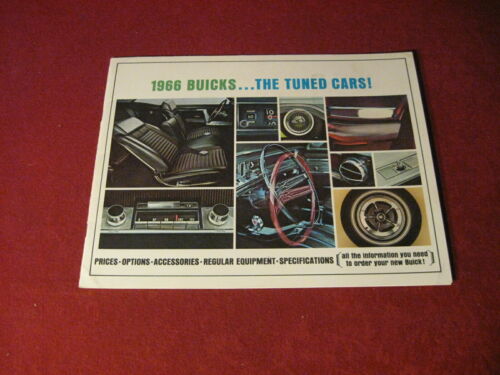 1966 BUICKS...THE TUNED CARS!
PRICES·OPTIONS·ACCESSORIES·REGULAR EQUIPMENT·SPECIFICATIONS
all the information you need
to order your new Buick!